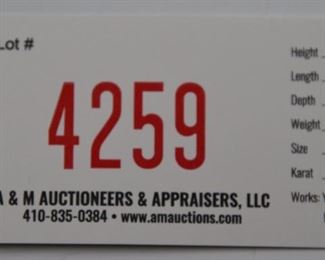 Lot #
4259
A & M AUCTIONEERS & APPRAISERS, LLC
410-835-0384 • www.amauctions.com
Height
Length
Depth
Weight
Size
Karat
Works: